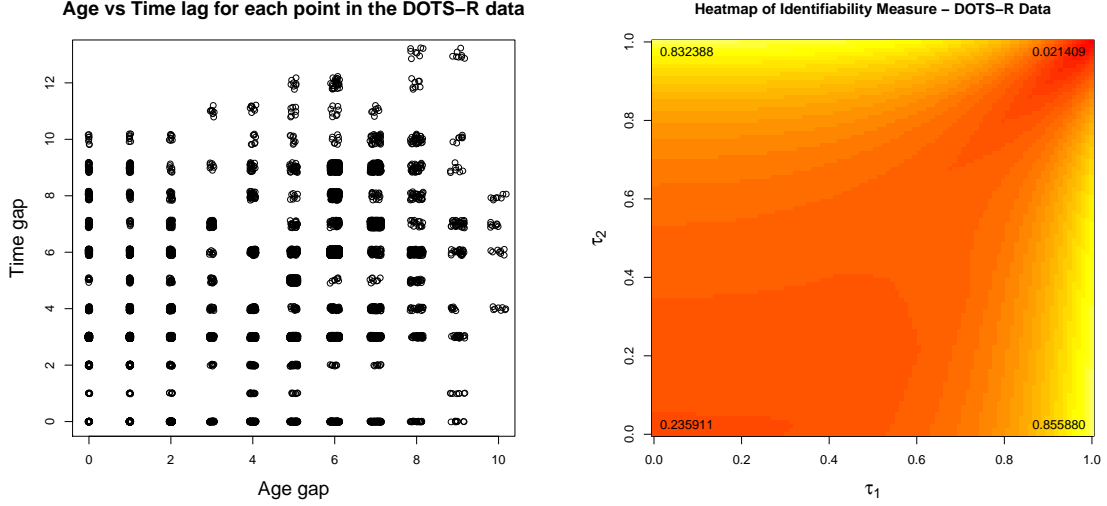 Age vs Time lag for each point in the DOTS−R data
Time gap
12
10
8
6
4
2
0
0 2 4 6 8 10
Age gap
Heatmap of Identifiability Measure − DOTS−R Data
τ2
1.0
0.8
0.6
0.4
0.2
0.0
0.832388 0.021409
0.235911 0.855880
0.0 0.2 0.4 0.6 0.8 1.0
τ1